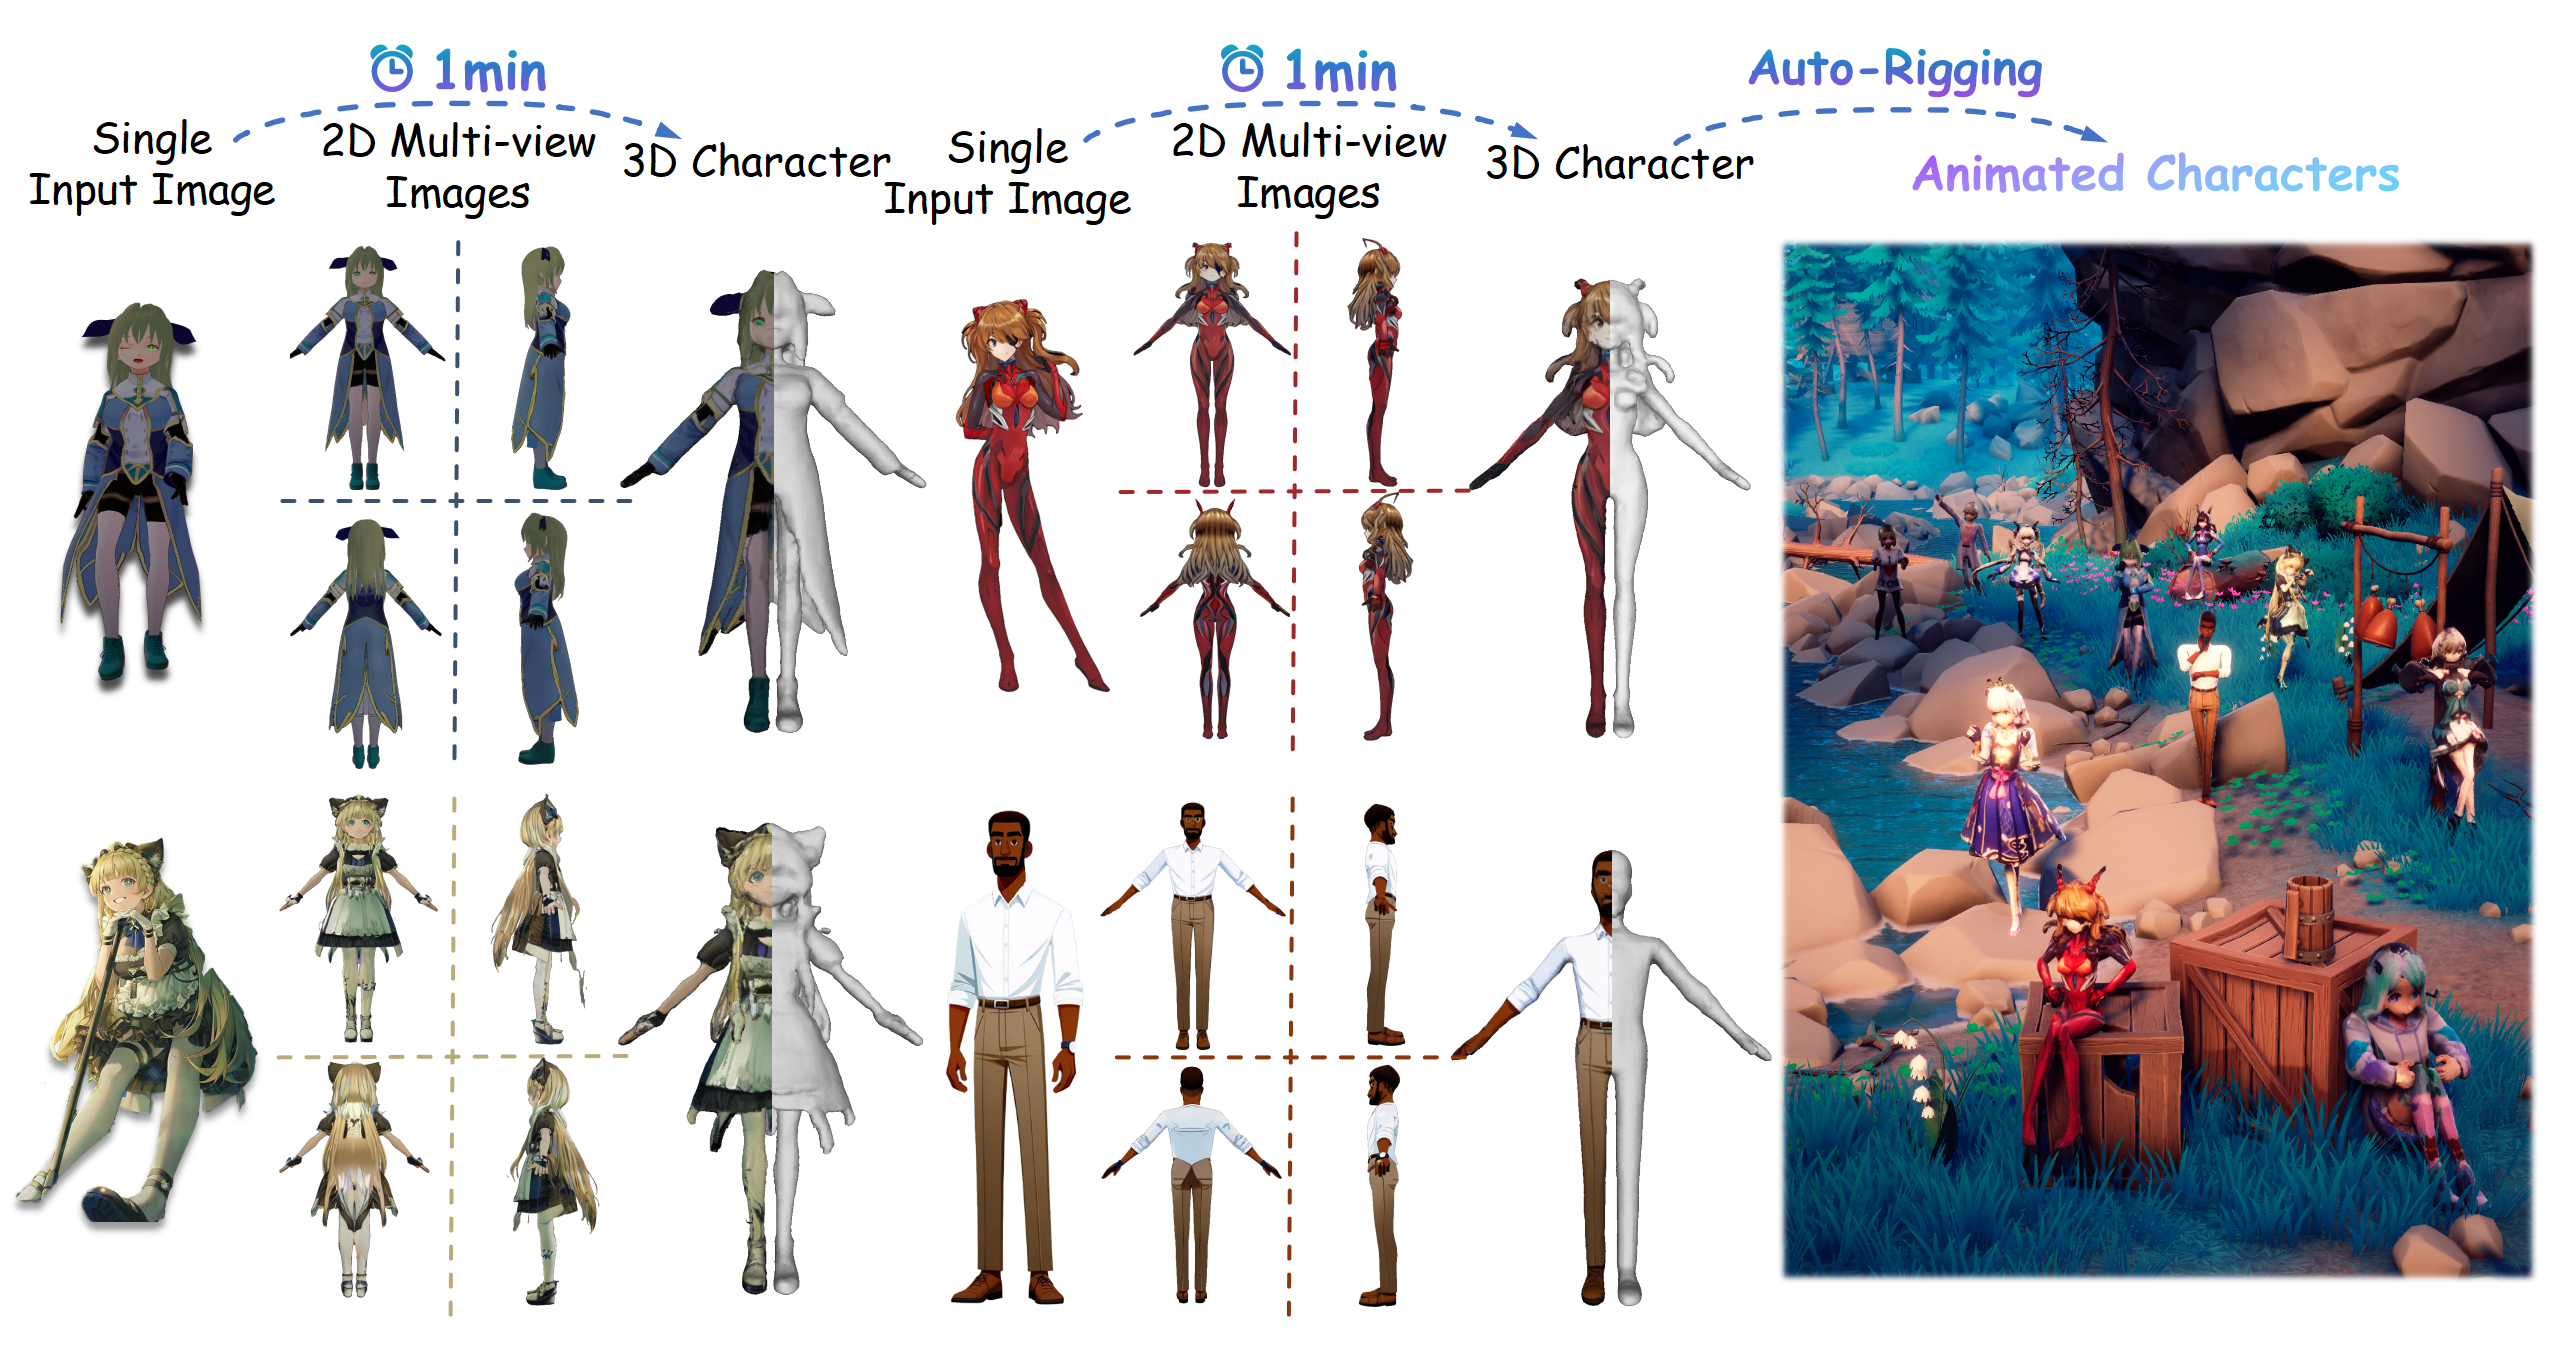 1min
Single
Input Image
2D Multi-view
Images
3D Character
1min
Single
Input Image
2D Multi-view
Images
3D Character
Auto-Rigging
Animated Characters